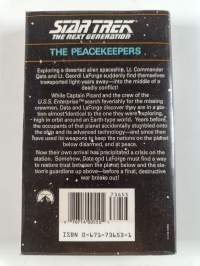 STAR TREK
THE NEXT GENERATION
THE PEACEKEEPERS
Exploring a deserted alien spaceship, Lt. Commander
Data and Lt. Geordi LaForge suddenly find themselves
transported light-years away—into the middle of a
deadly conflict!
While Captain Picard and the crew of the
U.S.S. Enterprise search feverishly for the missing
crewmen, Data and LaForge discover they are in a
almost identical to the one they were exploring,
high in orbit around an Earth-type world. Years before,
the occupants of that planet accidentally stumbled onto
the ship and its advanced technology—and since then
have used its weapons to keep the nations on the planet
below disarmed, and at peace.
Now their own arrival has precipitated a crisis on the
station. Somehow, Data and LaForge must find a way
to restore trust between the planet below and the
station's guardians up above—before a final, destructive
war breaks out!
73653
ISBN 0-671-73653-1